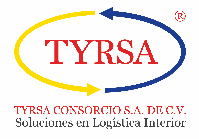 ®
TYRSA
TYRSA CONSORCIO S.A. DE C.V.
Soluciones en Logística Interior